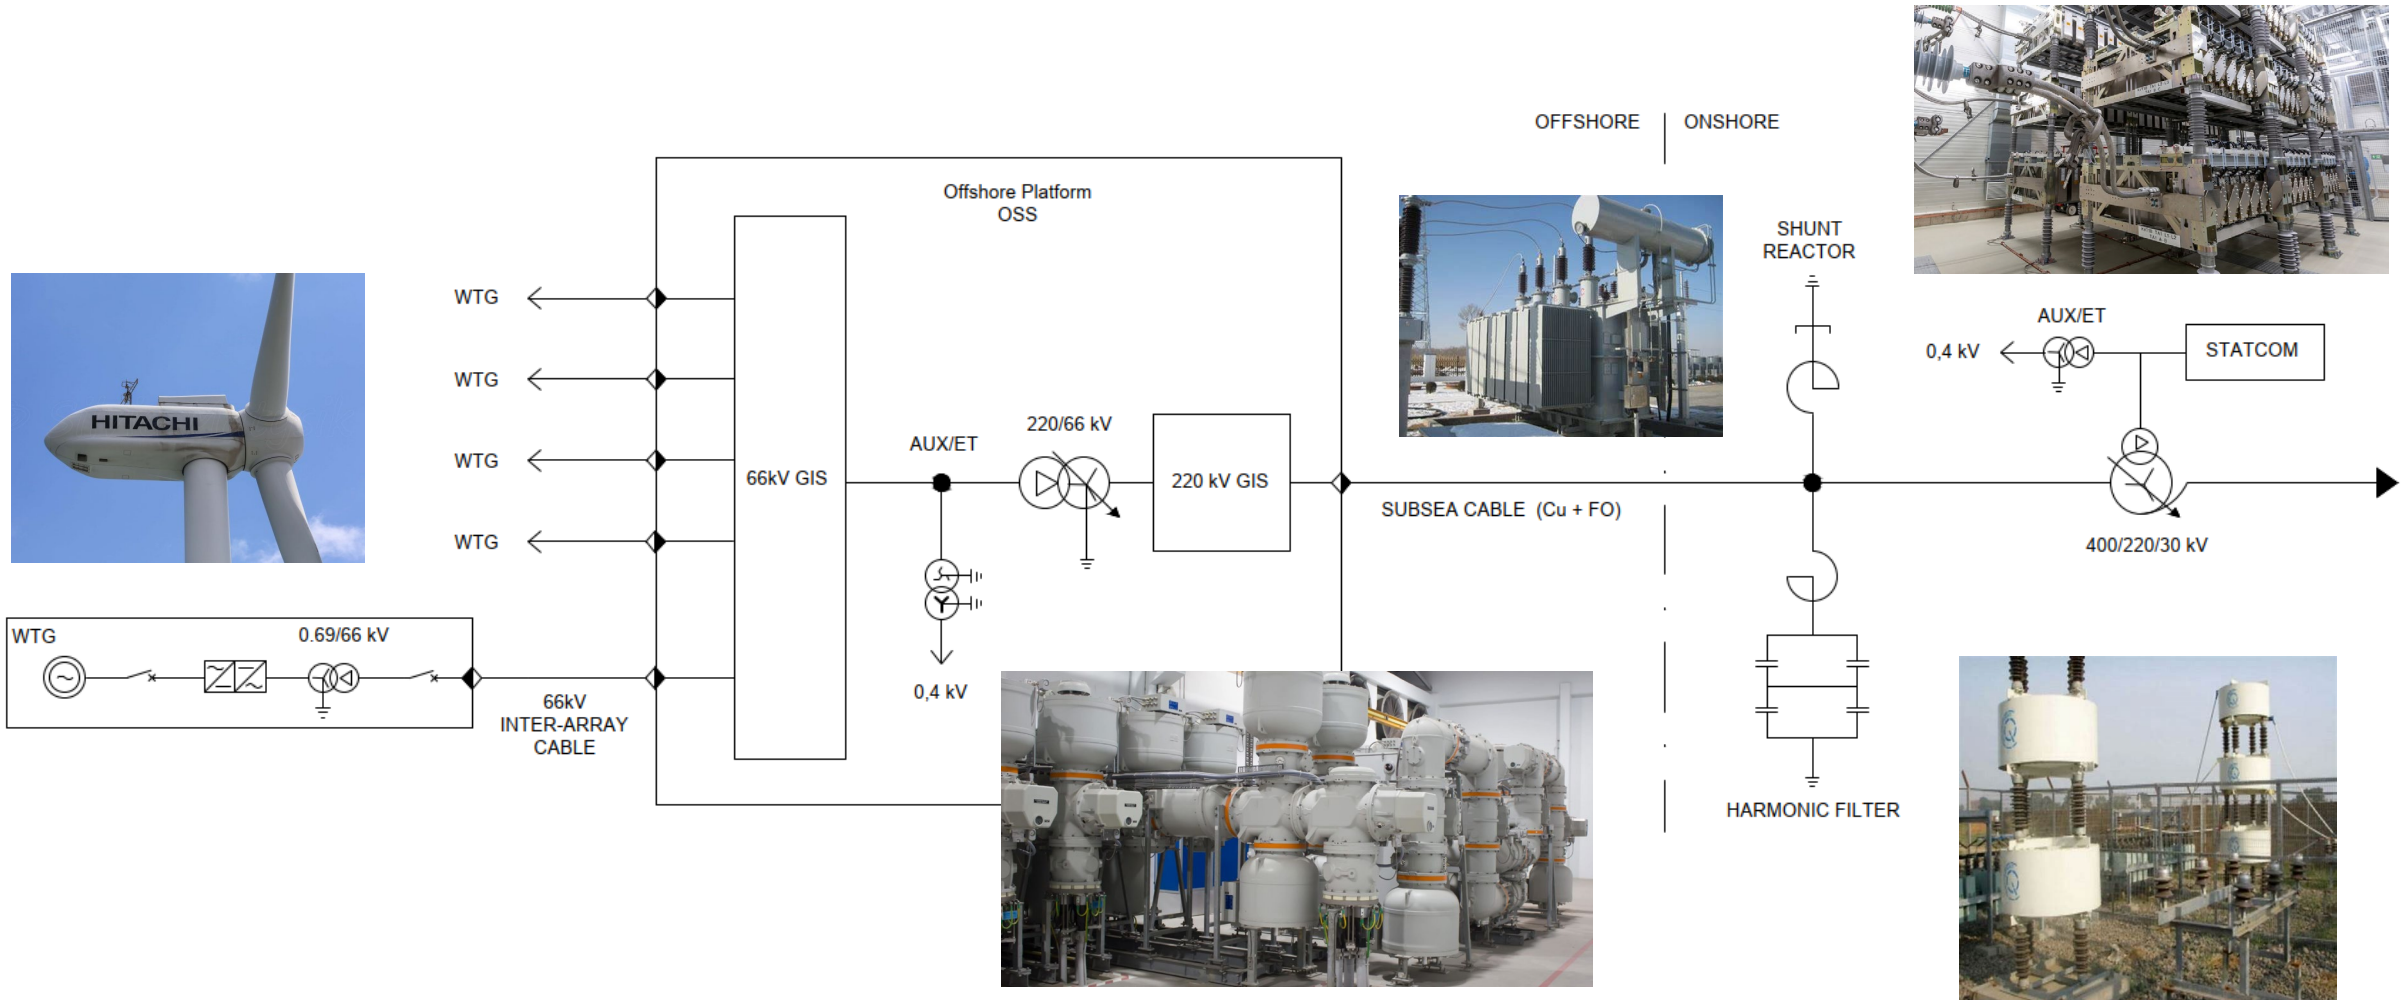 OFFSHORE
ONSHORE
Offshore Platform
OSS
SHUNT
REACTOR
WTG
AUX/ET
0,4 kV
STATCOM
WTG
HITACHI
220/66 kV
AUX/ET
WTG
66kV GIS
220 kV GIS
SUBSEA CABLE (Cu + FO)
WTG
400/220/30 kV
WTG
0.69/66 kV
0,4 kV
66kV
INTER-ARRAY
CABLE
HARMONIC FILTER